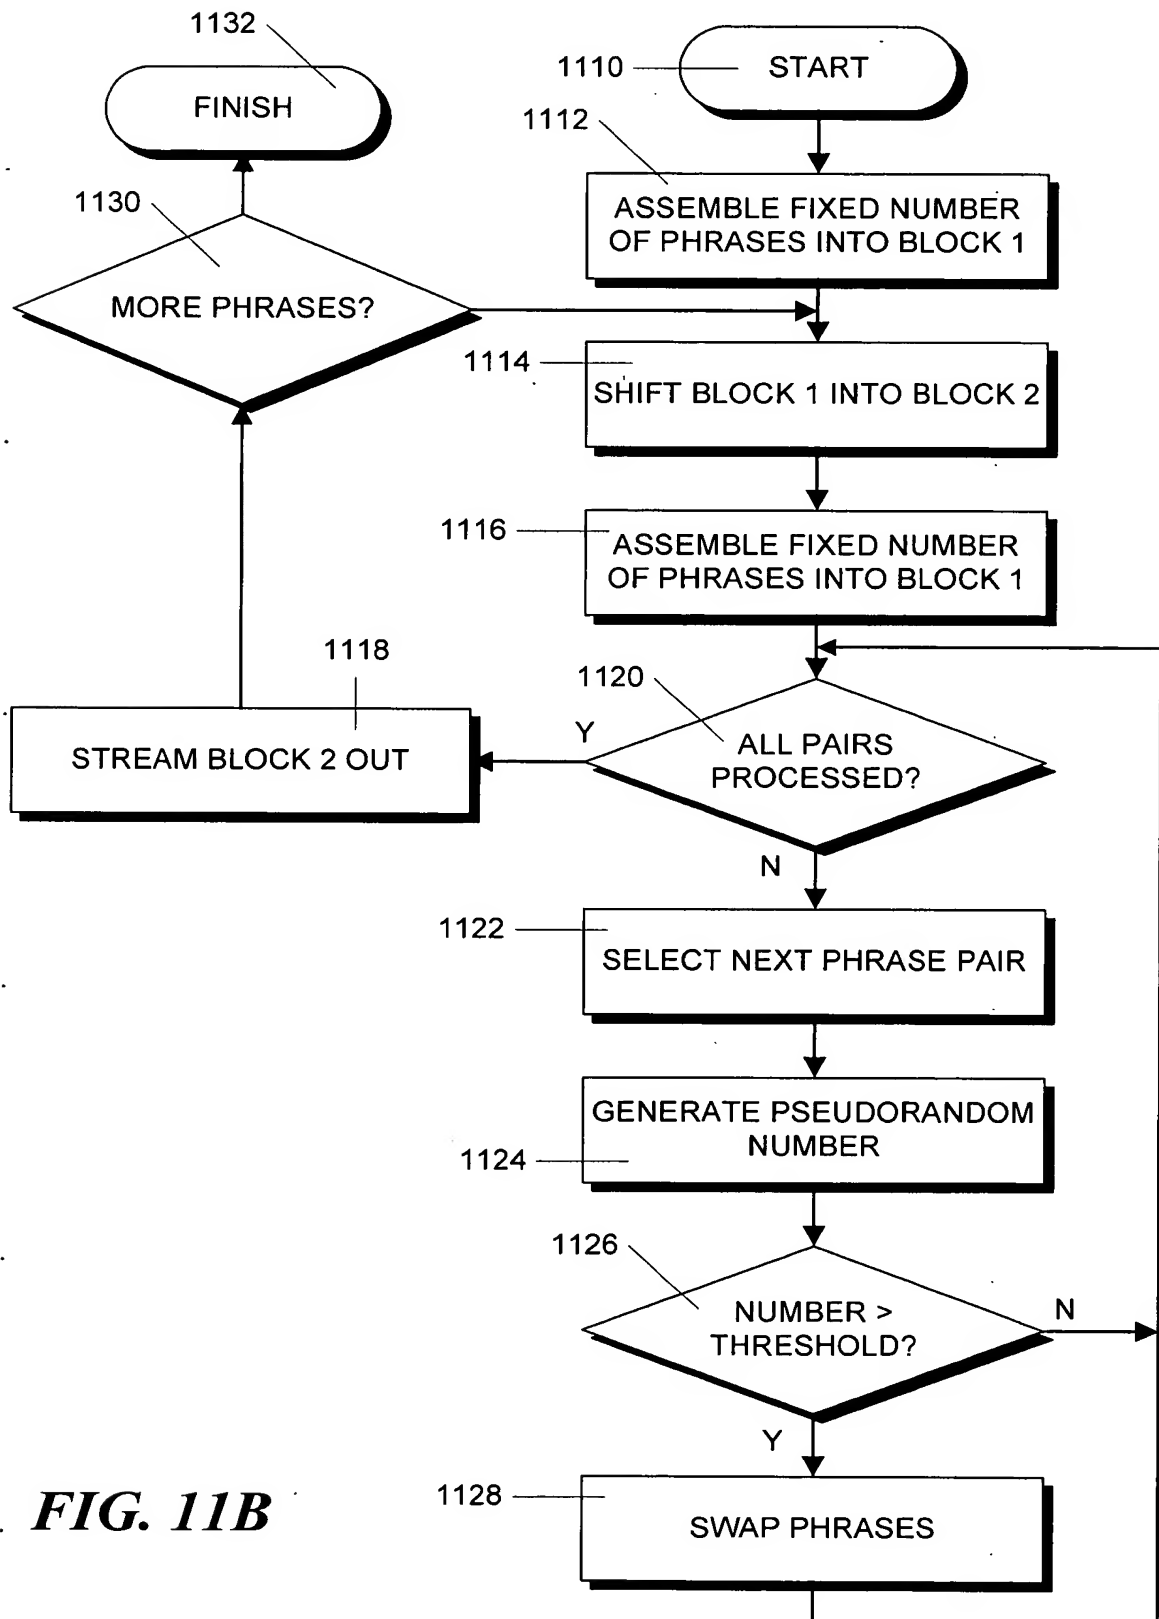 1132
FINISH
1110
START
1112
ASSEMBLE FIXED NUMBER
OF PHRASES INTO BLOCK 1
1130
MORE PHRASES?
1114
SHIFT BLOCK 1 INTO BLOCK 2
1116
ASSEMBLE FIXED NUMBER
OF PHRASES INTO BLOCK 1
1118
STREAM BLOCK 2 OUT
1120
Y
ALL PAIRS
PROCESSED?
N
1122
SELECT NEXT PHRASE PAIR
GENERATE PSEUDORANDOM
NUMBER
1124
1126
NUMBER >
THRESHOLD?
N
Y
1128
SWAP PHRASES
FIG. 11B